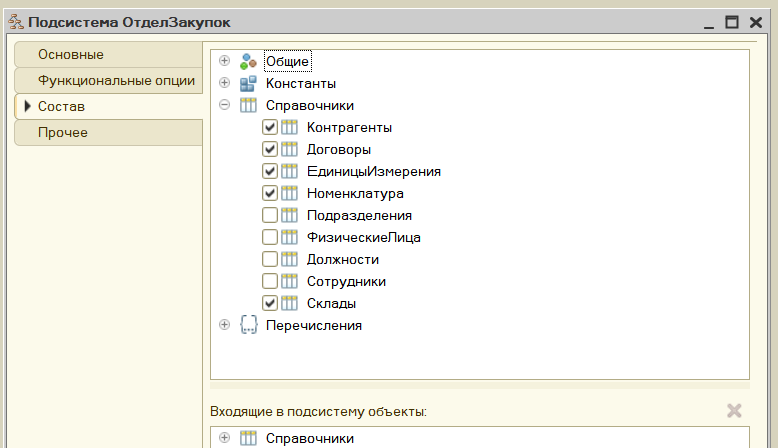 Подсистема ОтделЗакупок
Основные
Функциональные опции
Состав
Прочее
Общие
Константы
Справочники
Контрагенты
Договоры
ЕдиницыИзмерения
Номенклатура
Подразделения
ФизическиеЛица
Должности
Сотрудники
Склады
Перечисления
Входящие в подсистему объекты:
Справочники